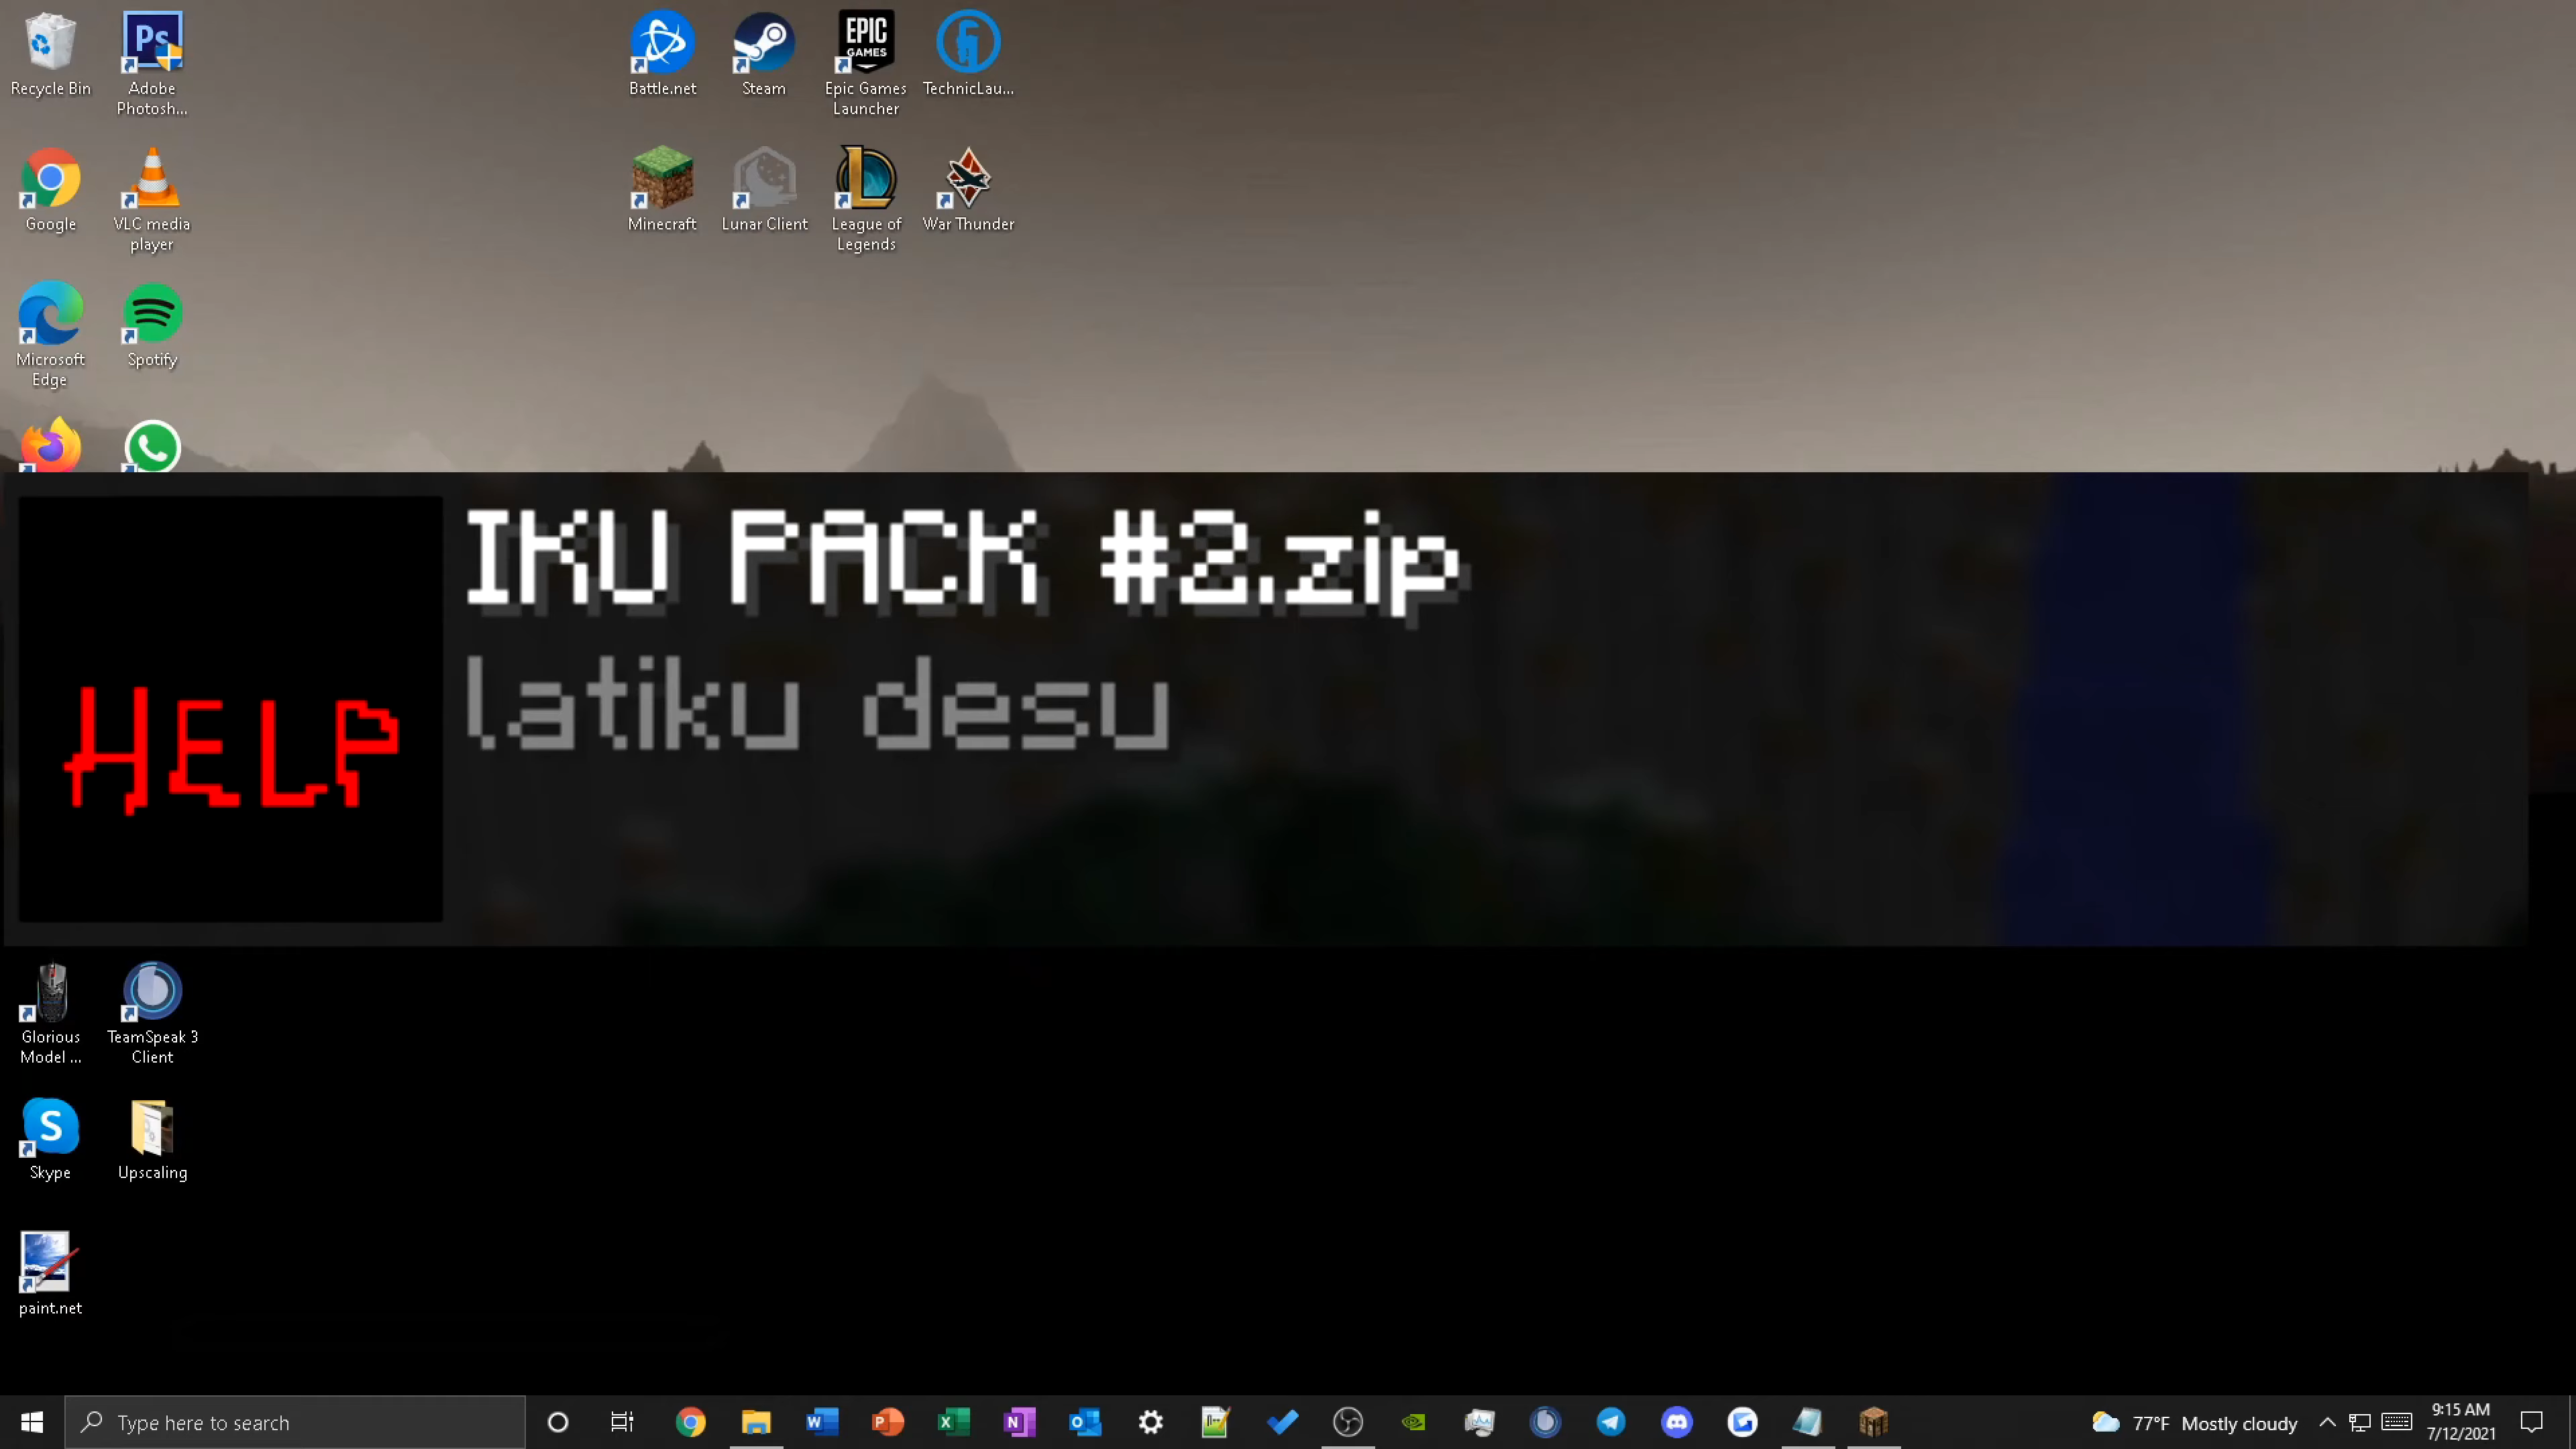 Recycle Bin
Adobe
Photosh...
Battle.net
Steam
EPIC
GAMES
Epic Games
Launcher
TechnicLau...
Google
VLC media
player
Minecraft
Lunar Client
League of
Legends
War Thunder
Microsoft
Edge
Spotify
HELP
IKU PACK #2.zip
latiku desu
Glorious
Model ...
TeamSpeak 3
Client
Skype
Upscaling
paint.net
Type here to search
77°F Mostly cloudy
9:15 AM
7/12/2021